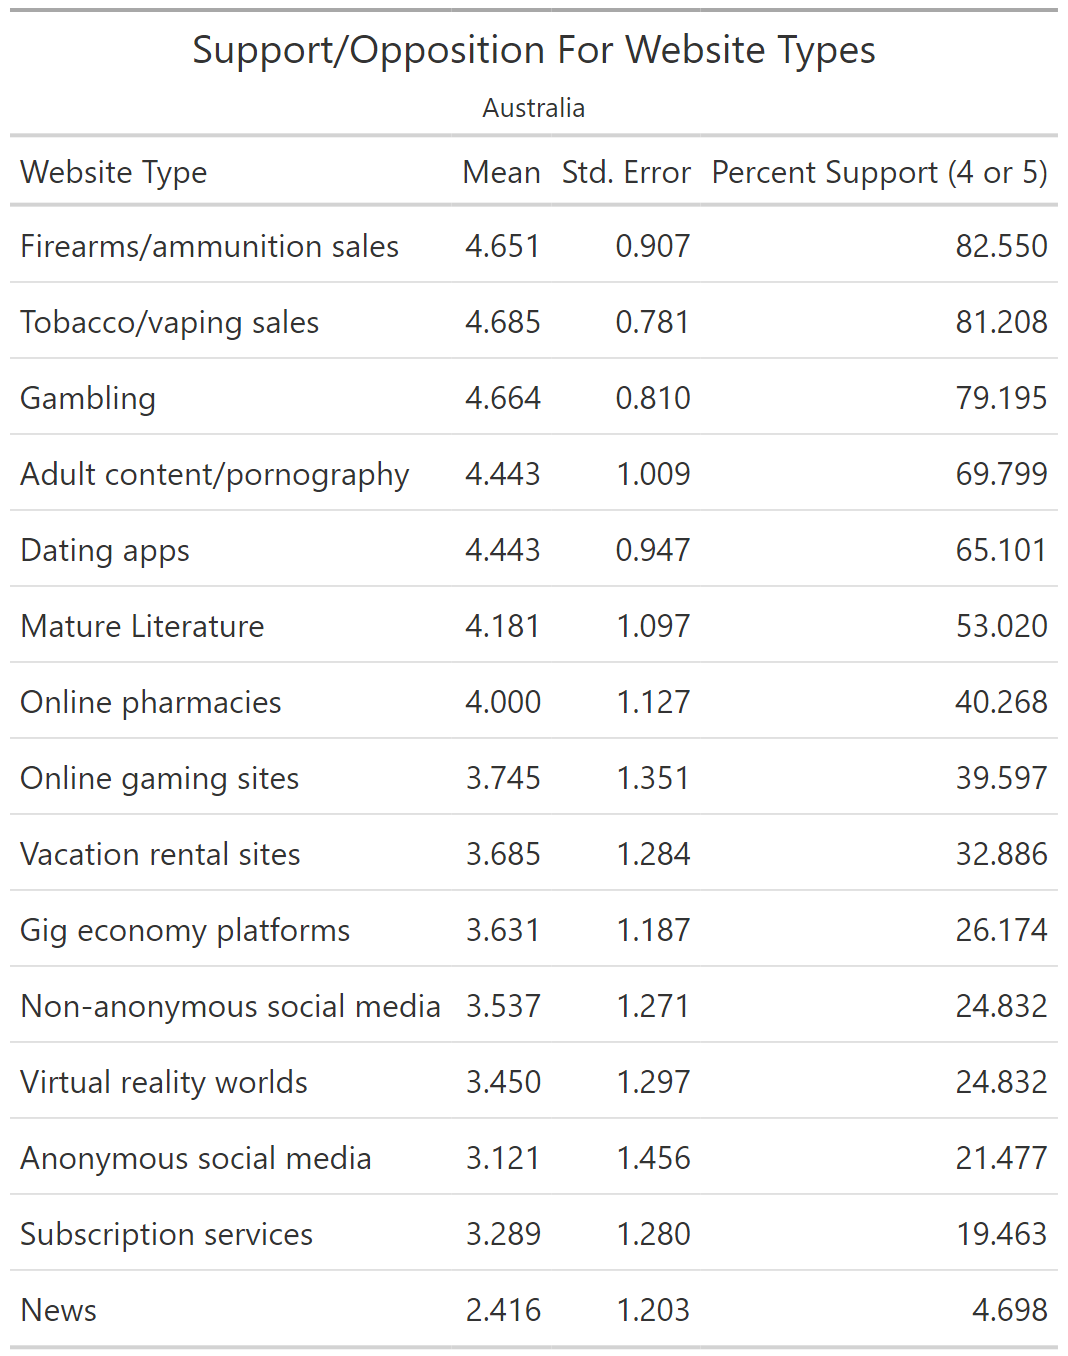 Support/Opposition For Website Types
Australia
Website Type Mean Std. Error Percent Support (4 or 5)
Firearms/ammunition sales 4.651 0.907 82.550
Tobacco/vaping sales 4.685 0.781 81.208
Gambling 4.664 0.810 79.195
Adult content/pornography 4.443 1.009 69.799
Dating apps 4.443 0.947 65.101
Mature Literature 4.181 1.097 53.020
Online pharmacies 4.000 1.127 40.268
Online gaming sites 3.745 1.351 39.597
Vacation rental sites 3.685 1.284 32.886
Gig economy platforms 3.631 1.187 26.174
Non-anonymous social media 3.537 1.271 24.832
Virtual reality worlds 3.450 1.297 24.832
Anonymous social media 3.121 1.456 21.477
Subscription services 3.289 1.280 19.463
News 2.416 1.203 4.698